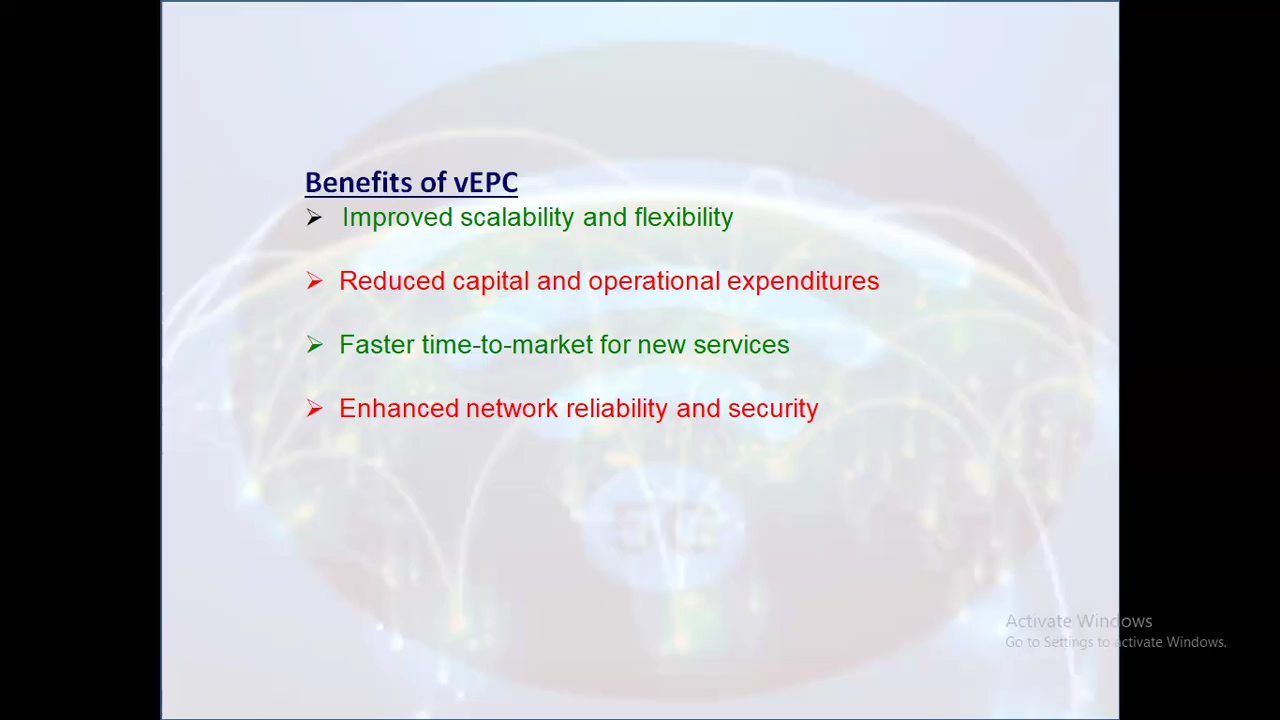 Benefits of vEPC
Improved scalability and flexibility
Reduced capital and operational expenditures
Faster time-to-market for new services
Enhanced network reliability and security
5G
Activate Windows
Go to Settings to activate Windows.